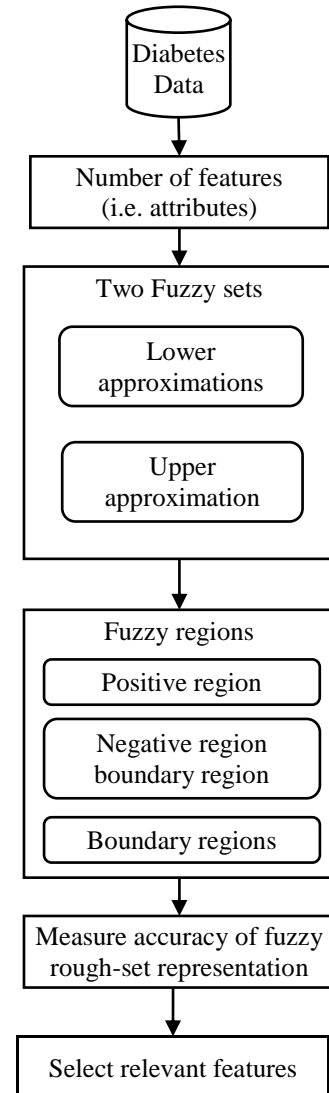 Diabetes
Data
Number of features
(i.e. attributes)
Two Fuzzy sets
Lower
approximations
Upper
approximation
Fuzzy regions
Positive region
Negative region
boundary region
Boundary regions
Measure accuracy of fuzzy
rough-set representation
Select relevant features